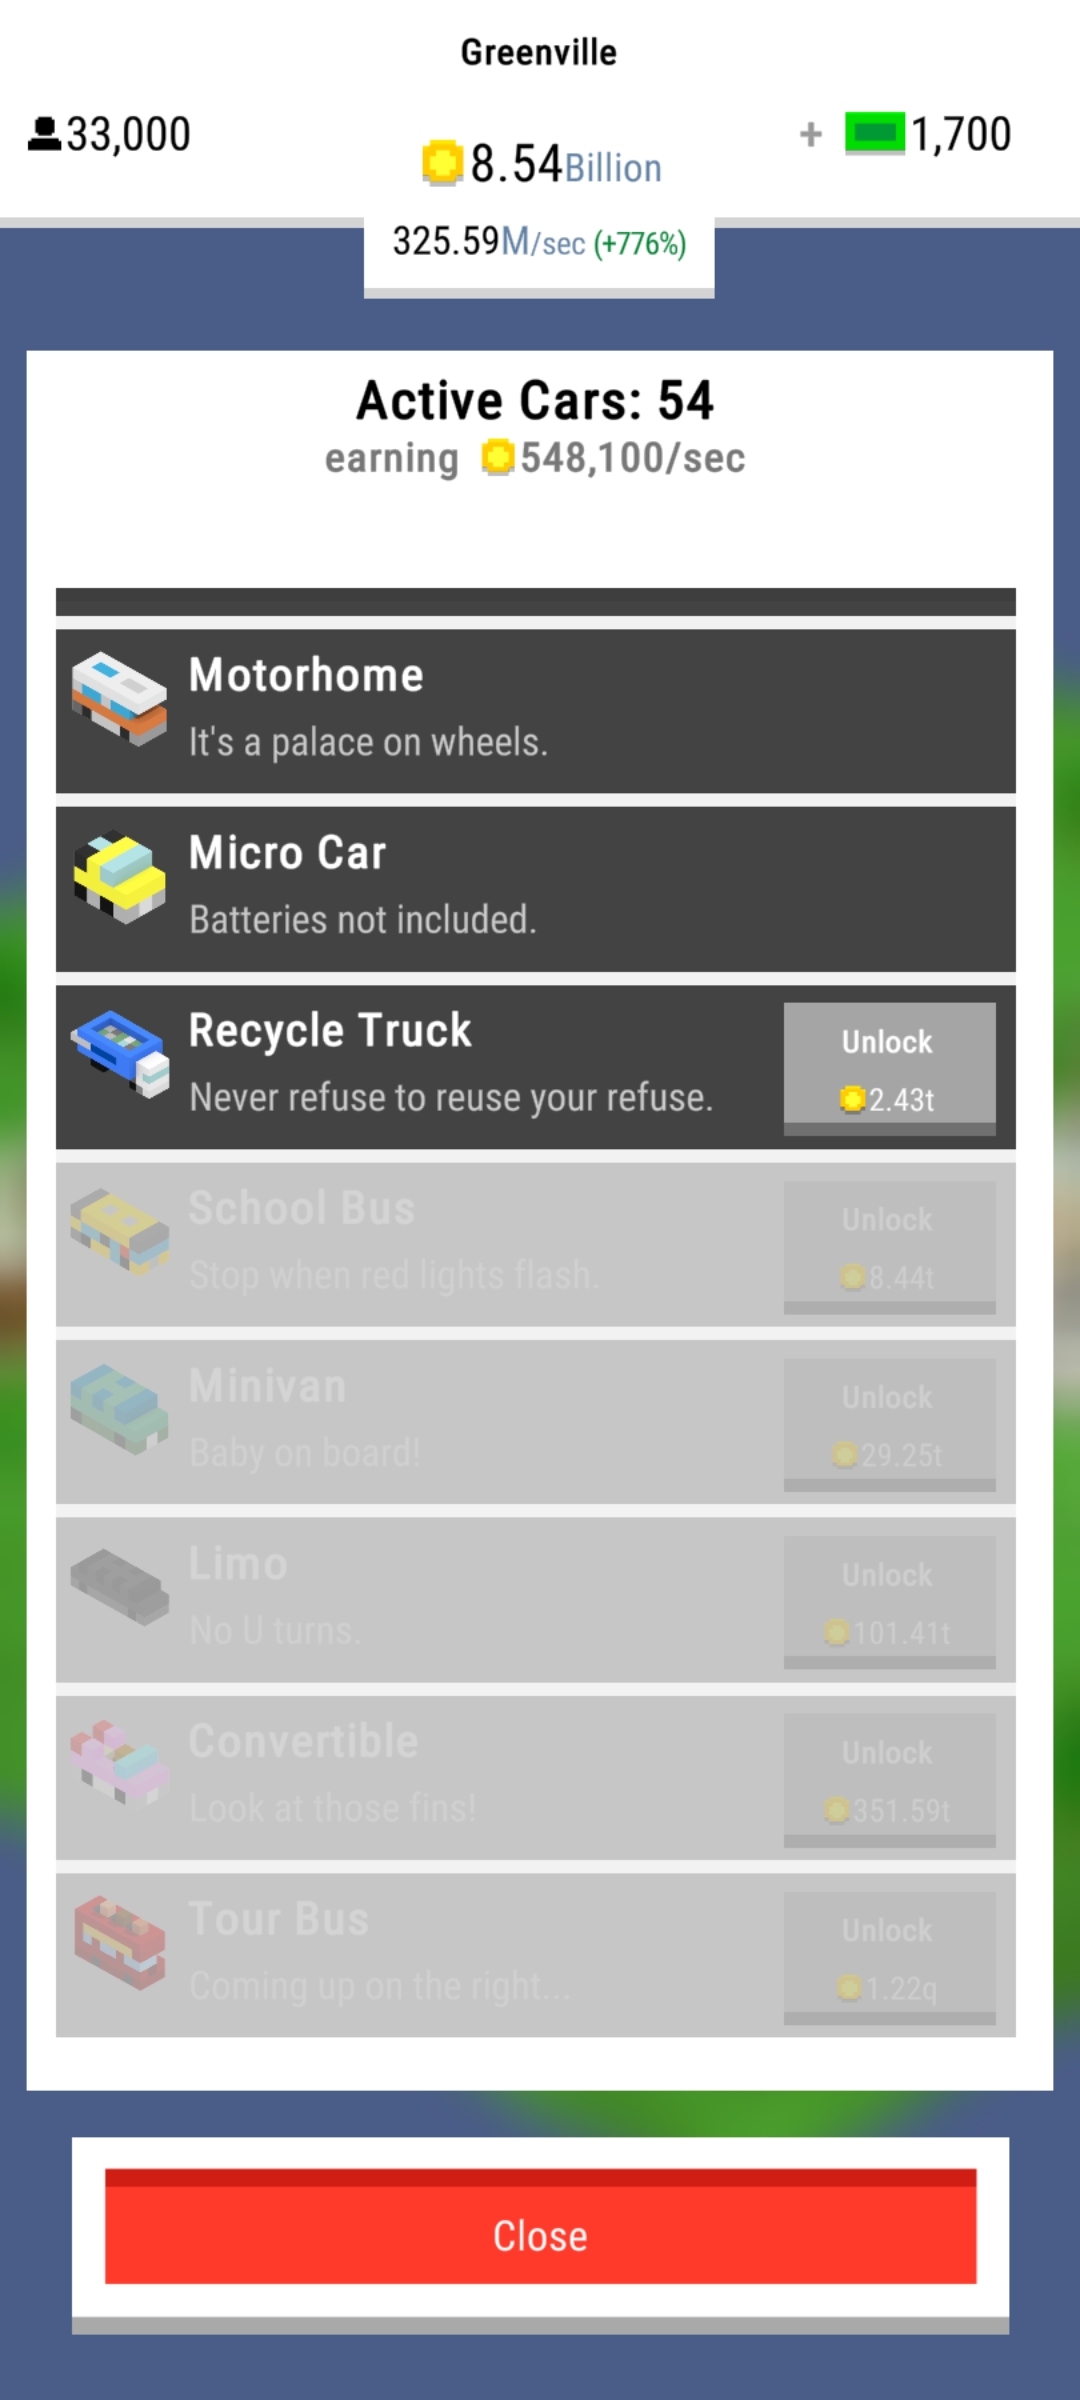 Greenville
33,000
8.54Billion
+ 1,700
325.59M/sec (+776%)
Active Cars: 54
earning 548,100/sec
Motorhome
It's a palace on wheels.
Micro Car
Batteries not included.
Recycle Truck
Never refuse to reuse your refuse.
Unlock
2.43t
School Bus
Stop when red lights flash.
Unlock
8.44t
Minivan
Baby on board!
Unlock
29.25t
Limo
No U turns.
Unlock
101.41t
Convertible
Look at those fins!
Unlock
351.59t
Tour Bus
Coming up on the right...
Unlock
1.22q
Close